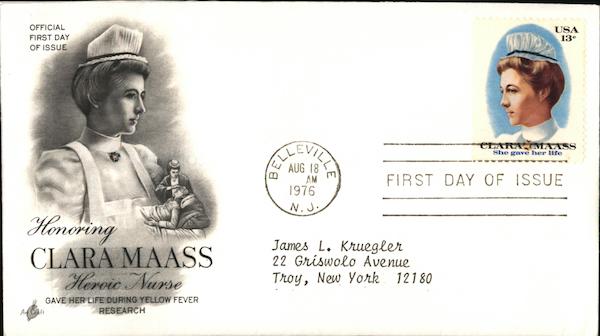 OFFICIAL
FIRST DAY
OF ISSUE
USA
13c
CLARA MAASS
She gave her life
BELLEVILLE
AUG 18
AM
1976
N.J.
FIRST DAY OF ISSUE
Honoring
CLARA MAASS
Heroic Nurse
GAVE HER LIFE DURING YELLOW FEVER
RESEARCH
James L. Kruegler
22 Griswolo Avenue
Troy, New York 12180